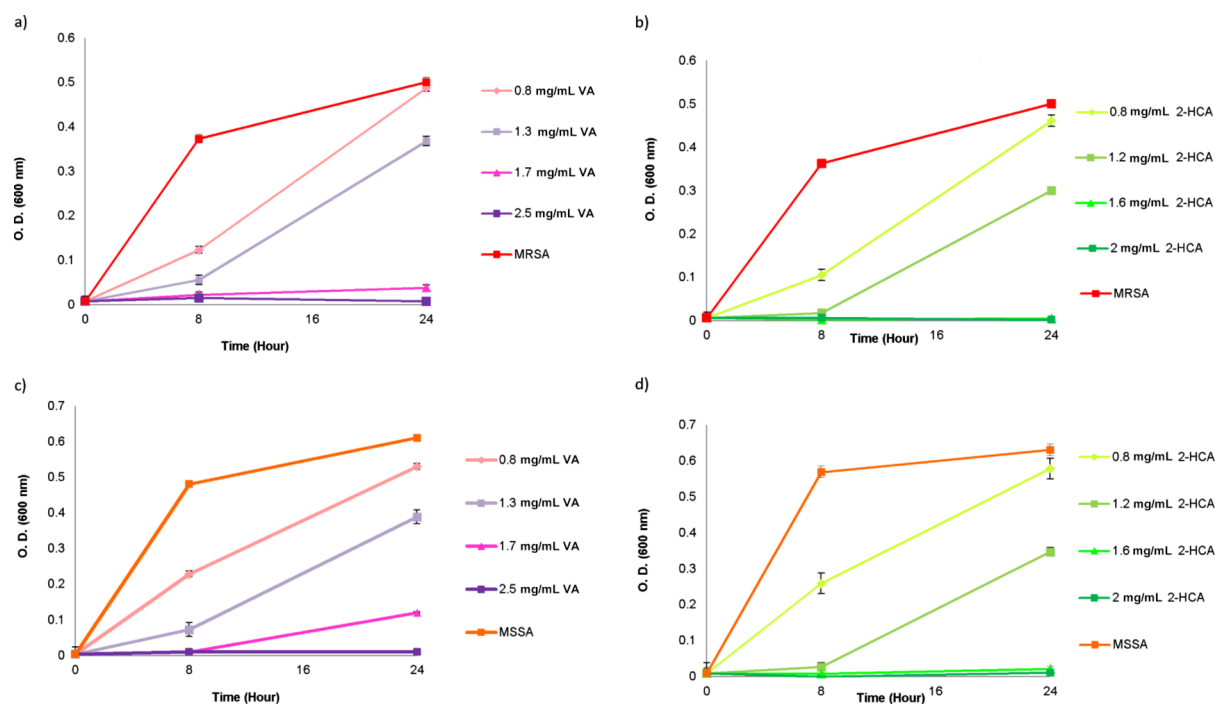 a)
0.6
0.5
0.4
0.3
0.2
0.1
0
O. D. (600 nm)
0 8 16 24
Time (Hour)
0.8 mg/mL VA
1.3 mg/mL VA
1.7 mg/mL VA
2.5 mg/mL VA
MRSA
b)
0.6
0.5
0.4
0.3
0.2
0.1
0
O. D. (600 nm)
0 8 16 24
Time (Hour)
0.8 mg/mL 2-HCA
1.2 mg/mL 2-HCA
1.6 mg/mL 2-HCA
2 mg/mL 2-HCA
MRSA
c)
0.7
0.6
0.5
0.4
0.3
0.2
0.1
0
O. D. (600 nm)
0 8 16 24
Time (Hour)
0.8 mg/mL VA
1.3 mg/mL VA
1.7 mg/mL VA
2.5 mg/mL VA
MSSA
d)
0.7
0.6
0.5
0.4
0.3
0.2
0.1
0
O. D. (600 nm)
0 8 16 24
Time (Hour)
0.8 mg/mL 2-HCA
1.2 mg/mL 2-HCA
1.6 mg/mL 2-HCA
2 mg/mL 2-HCA
MSSA